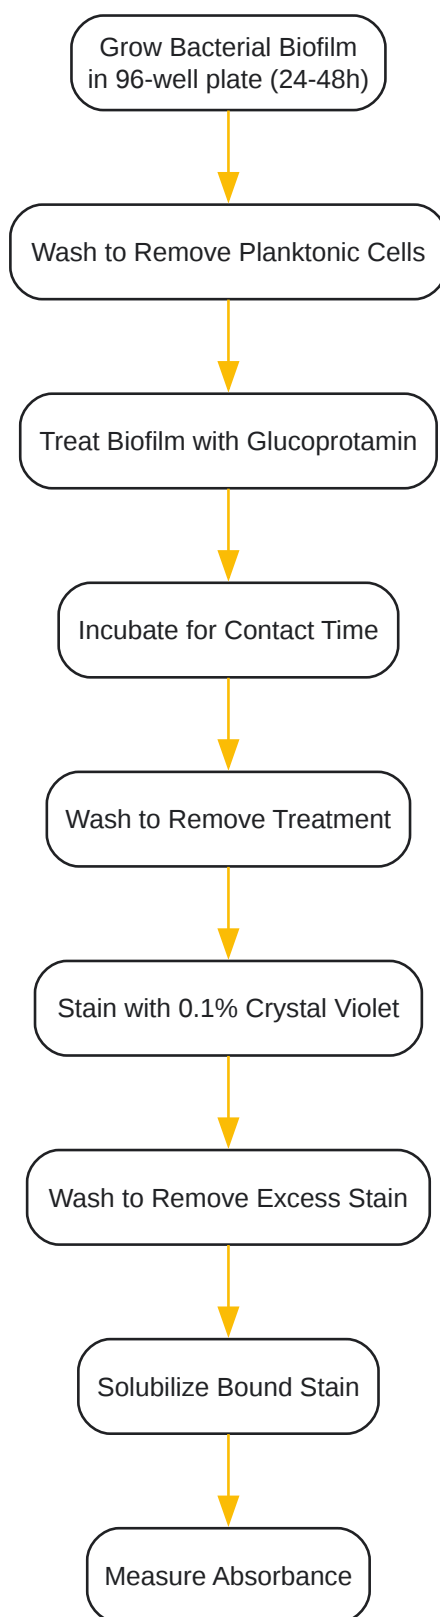 Grow Bacterial Biofilm
in 96-well plate (24-48h)
Wash to Remove Planktonic Cells
Treat Biofilm with Glucoprotamin
Incubate for Contact Time
Wash to Remove Treatment
Stain with 0.1% Crystal Violet
Wash to Remove Excess Stain
Solubilize Bound Stain
Measure Absorbance